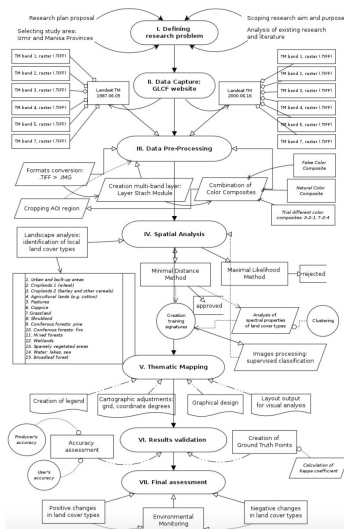 Research plan proposal
Scoping research aim and purpose
I. Defining
research problem
Selecting study area:
Izmir and Manisa Provinces
Analysis of existing research
and literature
TM band 1, raster (.TIFF)
TM band 2, raster (.TIFF)
TM band 3, raster (.TIFF)
TM band 4, raster (.TIFF)
TM band 5, raster (.TIFF)
TM band 7, raster (.TIFF)
Landsat TM
1987.06.05
II. Data Capture:
GLCF website
Landsat TM
2000.06.16
TM band 1, raster (.TIFF)
TM band 2, raster (.TIFF)
TM band 3, raster (.TIFF)
TM band 4, raster (.TIFF)
TM band 5, raster (.TIFF)
TM band 7, raster (.TIFF)
III. Data Pre-Processing
Formats conversion:
.TIFF > .IMG
Creation multi-band layer:
Layer Stach Module
Combination of
Color Composites
False Color
Composite
Natural Color
Composite
Trial different color
composites: 3-2-1, 7-2-4
Cropping AOI region
IV. Spatial Analysis
Landscape analysis:
identification of local
land cover types
1. Urban and built-up areas
2. Croplands 1 (wheat)
3. Croplands 2 (barley and other cereals)
4. Agricultural lands (e.g. cotton)
5. Pastures
6. Coppice
7. Grassland
8. Shrubland
9. Coniferous forests: pine
10. Coniferous forests: firs
11. Mixed forests
12. Wetlands
13. Sparsely vegetated areas
14. Water: lakes, sea
15. Broadleaf forest
Minimal Distance
Method
Maximal Likelihood
Method
rejected
approved
Creation
training
signatures
Analysis
of spectral properties
of land cover types
Clustering
Images processing:
supervised classification
V. Thematic Mapping
Creation of legend
Cartographic adjustments:
grid, coordinate degrees
Graphical design
Layout output
for visual analysis
VI. Results validation
Producer's
accuracy
Accuracy
assessment
User's
accuracy
Creation of
Ground Truth Points
Calculation of
Kappa coefficient
VII. Final assessment
Positive changes
in land cover types
Environmental
Monitoring
Negative changes
in land cover types